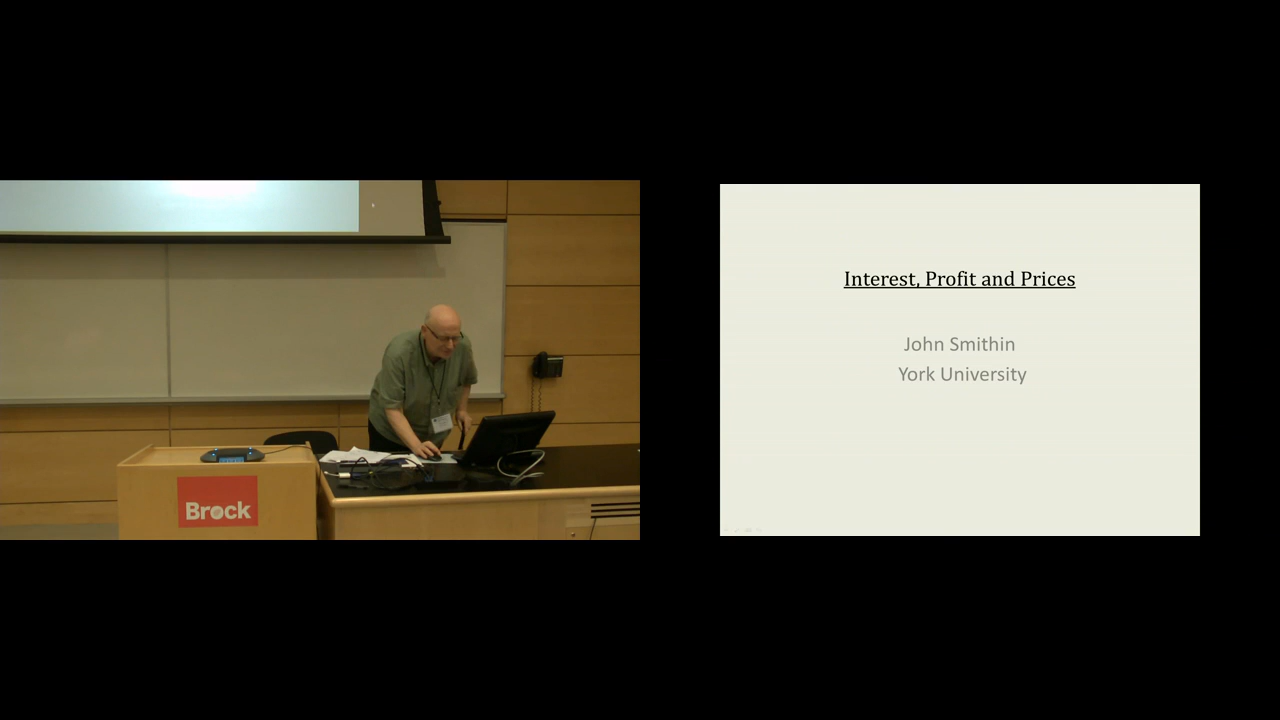 Brock
Interest, Profit and Prices
John Smithin
York University